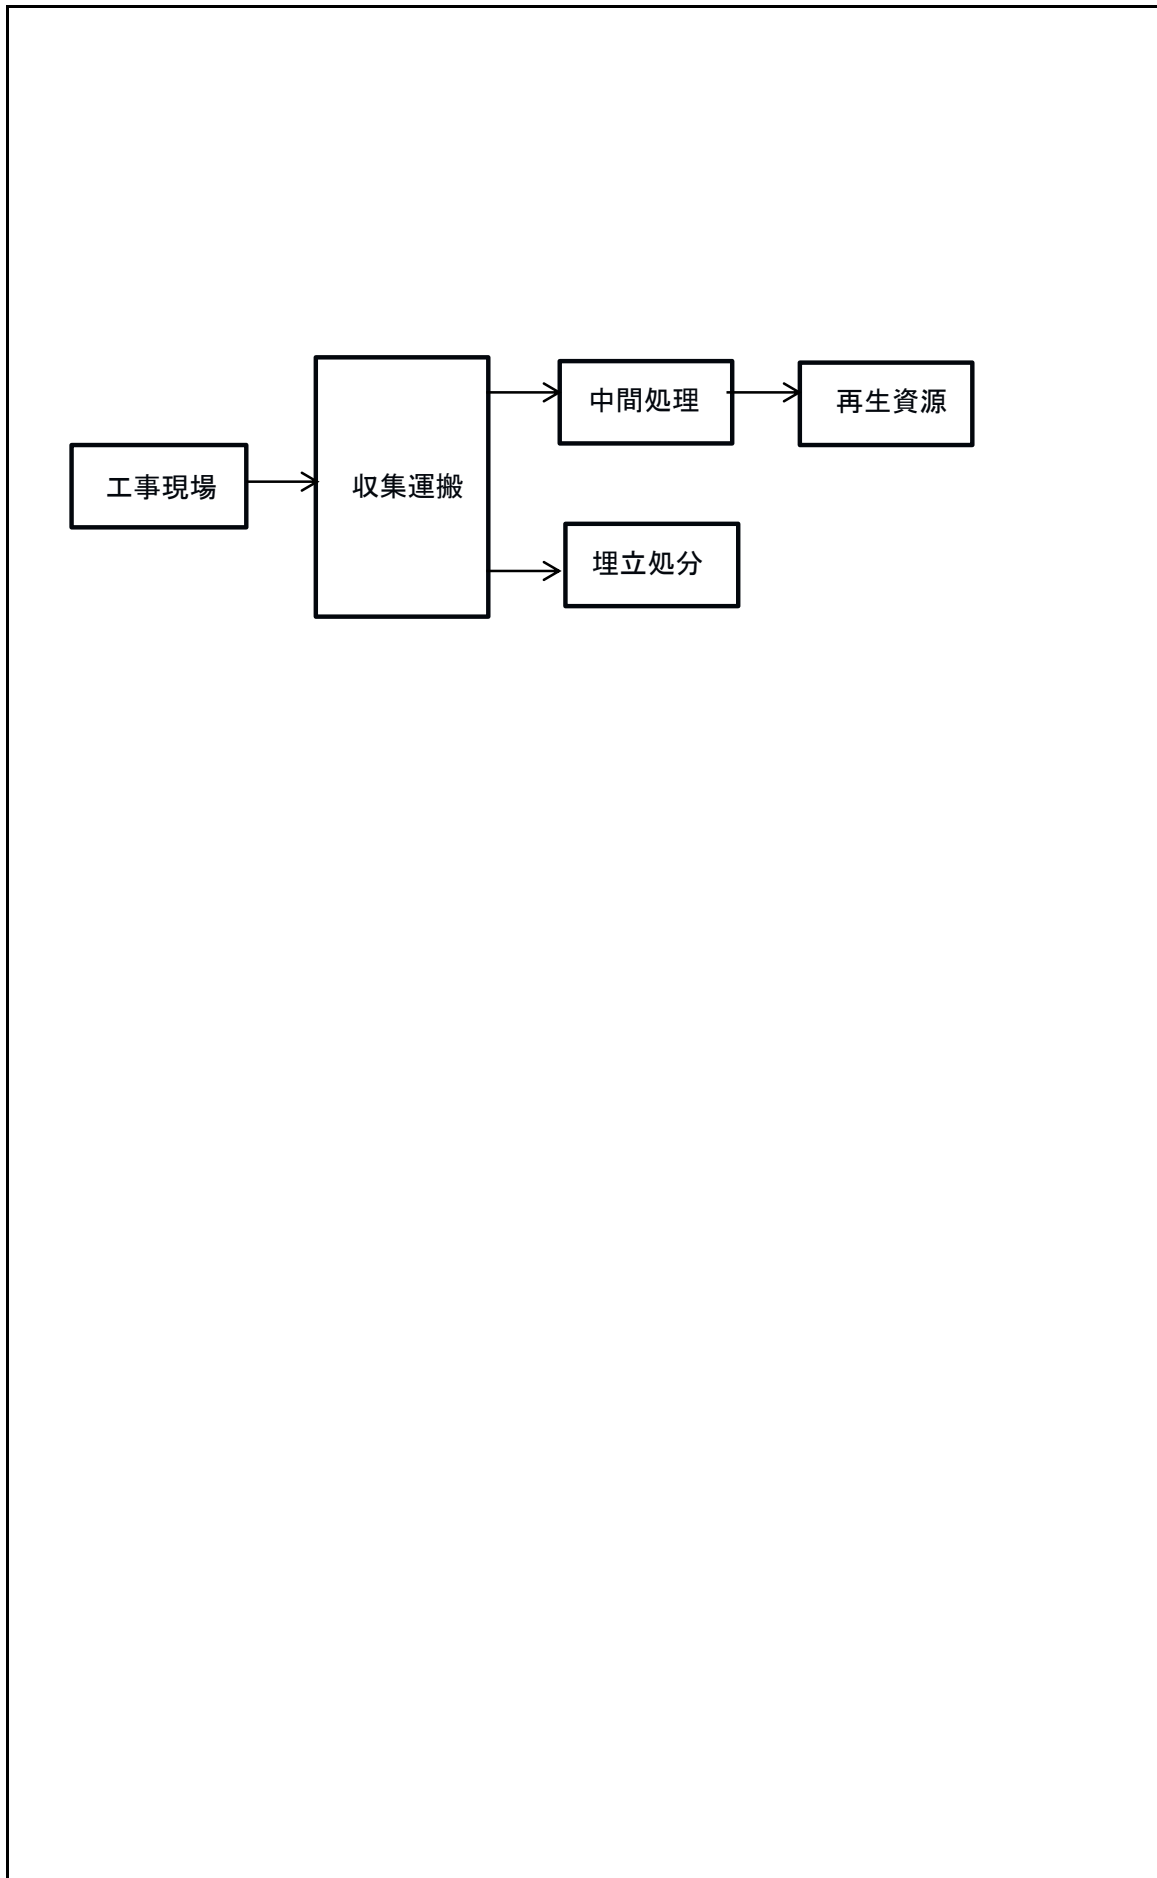 工事現場
収集運搬
中間処理
再生資源
埋立処分